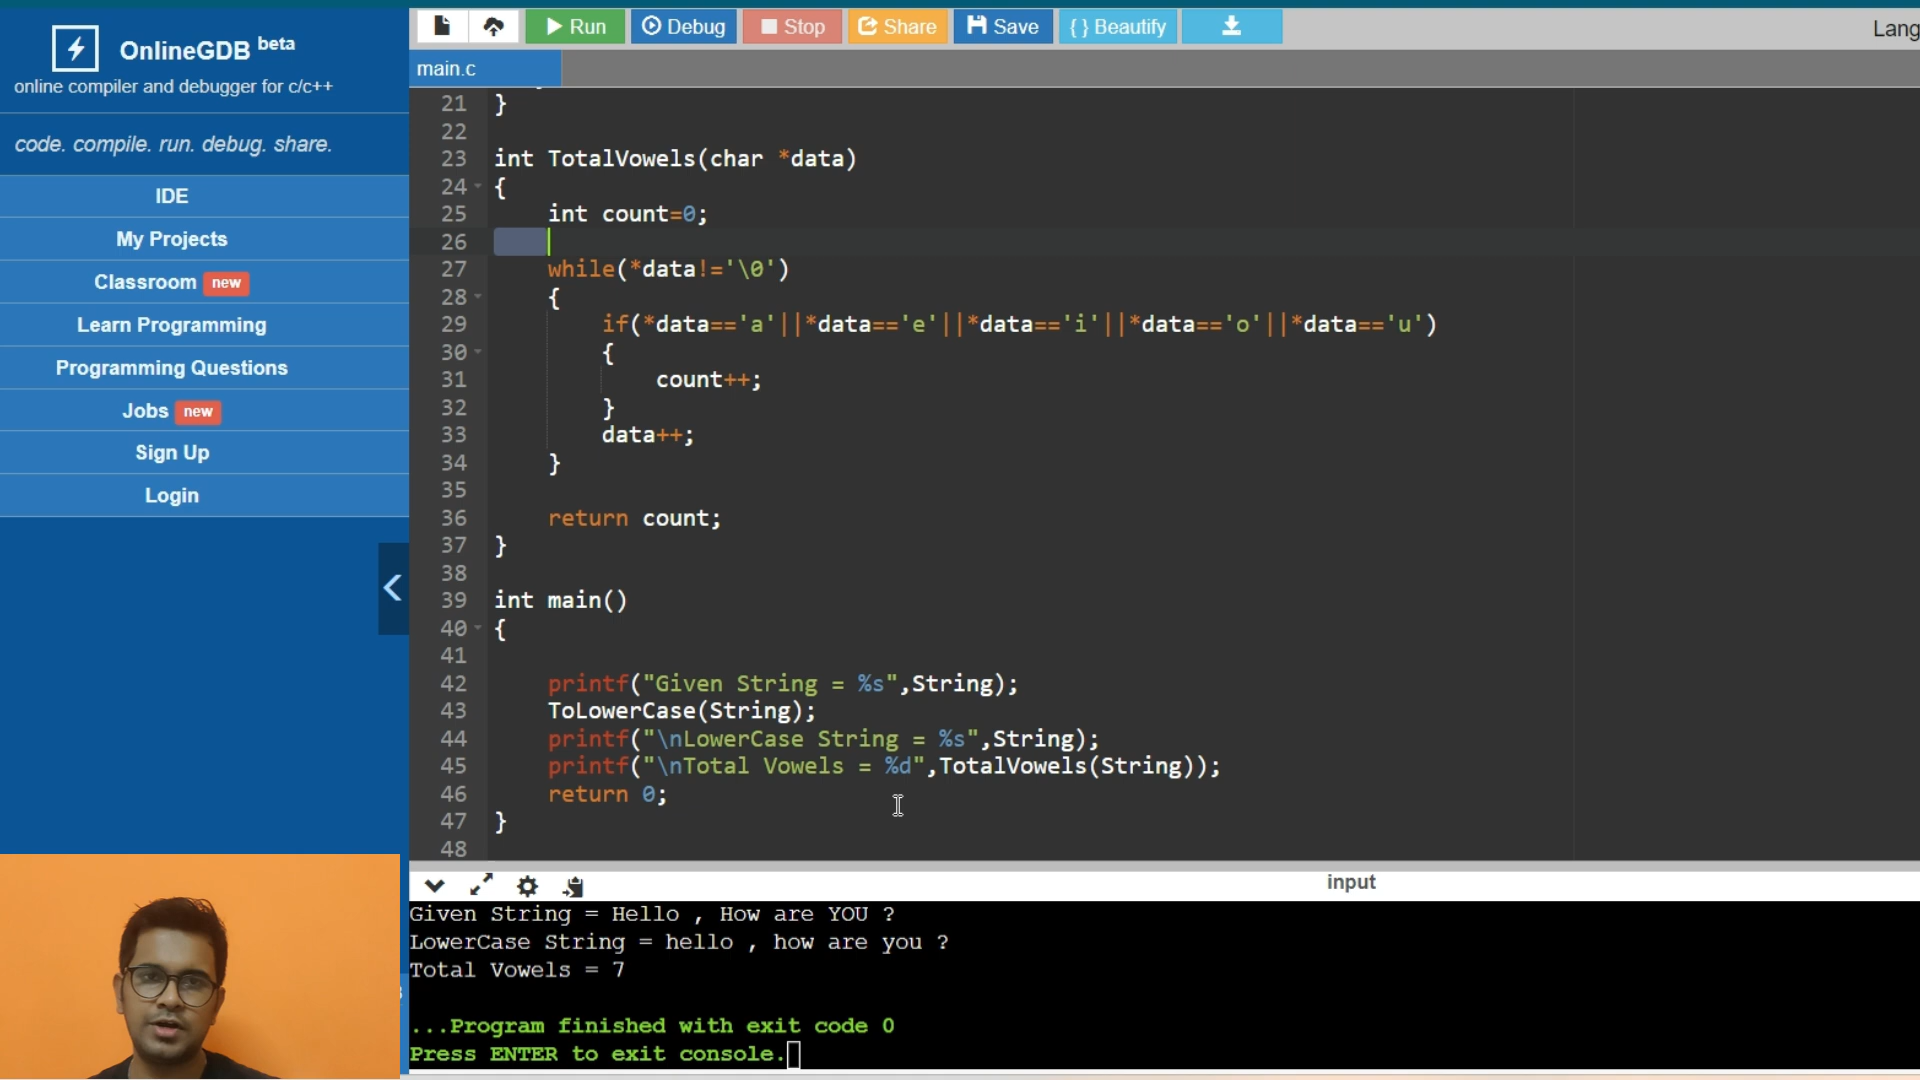 OnlineGDB beta
online compiler and debugger for c/c++
code. compile. run. debug. share.
IDE
My Projects
Classroom new
Learn Programming
Programming Questions
Jobs new
Sign Up
Login
Run Debug Stop Share Save { } Beautify
Lang
main.c
21 }
22
23 int TotalVowels(char *data)
24 {
25 int count=0;
26
27 while(*data!='\0')
28 {
29 if(*data=='a'||*data=='e'||*data=='i'||*data=='o'||*data=='u')
30 {
31 count++;
32 }
33 data++;
34 }
35
36 return count;
37 }
38
39 int main()
40 {
41
42 printf("Given String = %s",String);
43 ToLowerCase(String);
44 printf("\nLowerCase String = %s",String);
45 printf("\nTotal Vowels = %d",TotalVowels(String));
46 return 0;
47 }
48
input
Given String = Hello , How are YOU ?
LowerCase String = hello , how are you ?
Total Vowels = 7
...Program finished with exit code 0
Press ENTER to exit console.